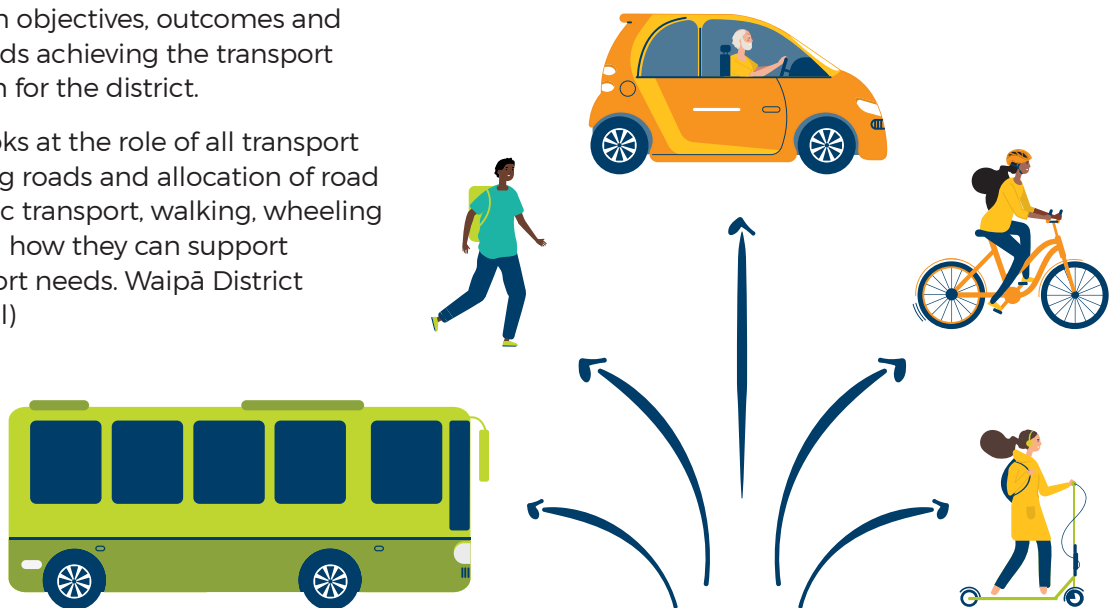 n objectives, outcomes and
ds achieving the transport
n for the district.
oks at the role of all transport
g roads and allocation of road
c transport, walking, wheeling
how they can support
ort needs. Waipā District
l)